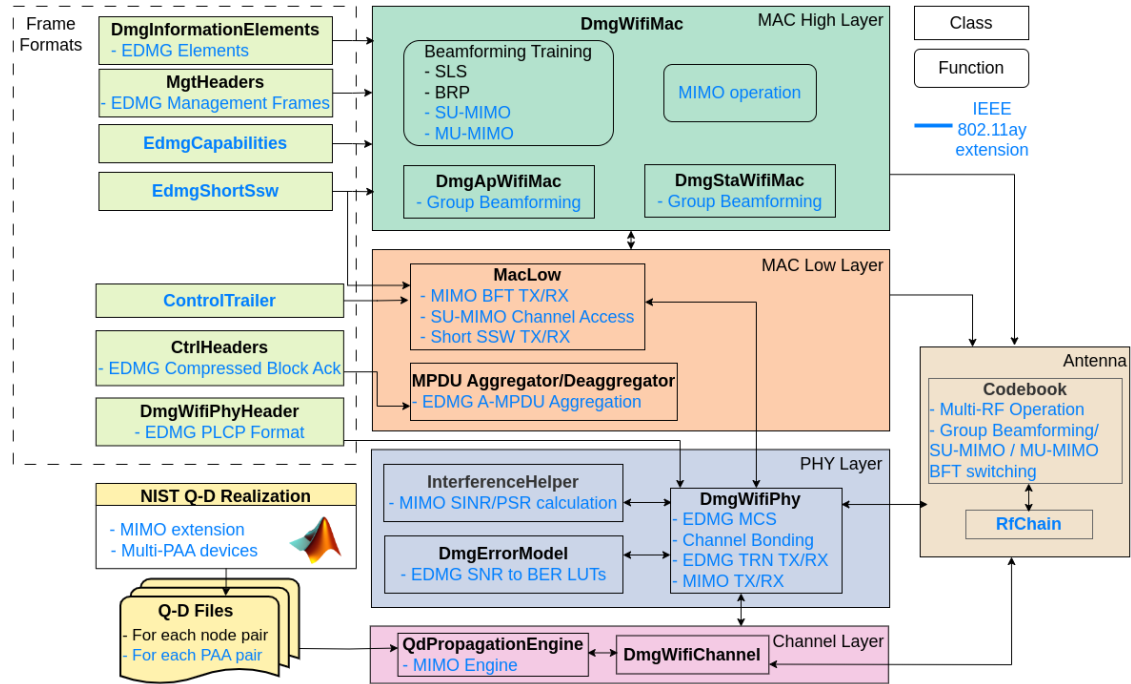 Frame
Formats
DmgInformationElements
- EDMG Elements
MgtHeaders
- EDMG Management Frames
EdmgCapabilities
EdmgShortSsw
ControlTrailer
CtrlHeaders
- EDMG Compressed Block Ack
DmgWifiPhyHeader
- EDMG PLCP Format
NIST Q-D Realization
- MIMO extension
- Multi-PAA devices
Q-D Files
- For each node pair
- For each PAA pair
DmgWifiMac
MAC High Layer
Beamforming Training
- SLS
- BRP
- SU-MIMO
- MU-MIMO
MIMO operation
DmgApWifiMac
- Group Beamforming
DmgStaWifiMac
- Group Beamforming
MAC Low Layer
MacLow
- MIMO BFT TX/RX
- SU-MIMO Channel Access
- Short SSW TX/RX
MPDU Aggregator/Deaggregator
- EDMG A-MPDU Aggregation
PHY Layer
InterferenceHelper
- MIMO SINR/PSR calculation
DmgErrorModel
- EDMG SNR to BER LUTs
DmgWifiPhy
- EDMG MCS
- Channel Bonding
- EDMG TRN TX/RX
- MIMO TX/RX
Channel Layer
QdPropagationEngine
- MIMO Engine
DmgWifiChannel
Class
Function
IEEE
802.11ay
extension
Antenna
Codebook
- Multi-RF Operation
- Group Beamforming/
SU-MIMO / MU-MIMO
BFT switching
RfChain